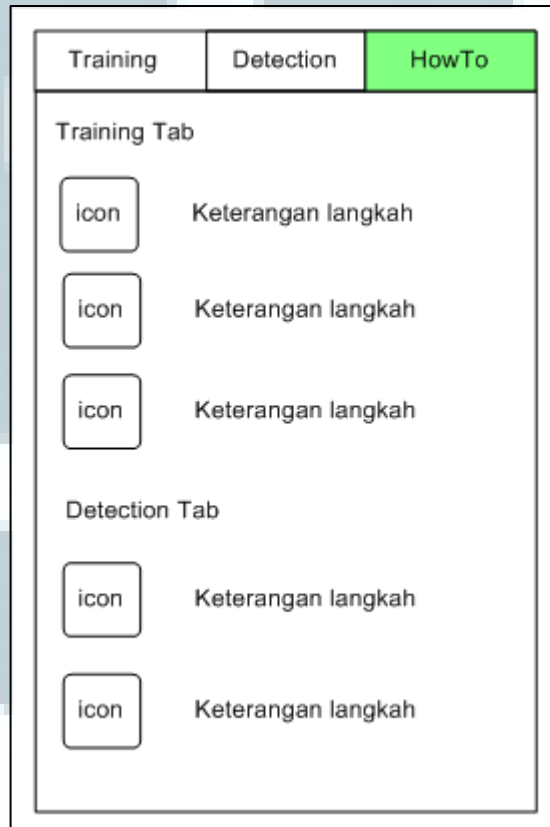 Training Detection HowTo
Training Tab
icon Keterangan langkah
icon Keterangan langkah
icon Keterangan langkah
Detection Tab
icon Keterangan langkah
icon Keterangan langkah